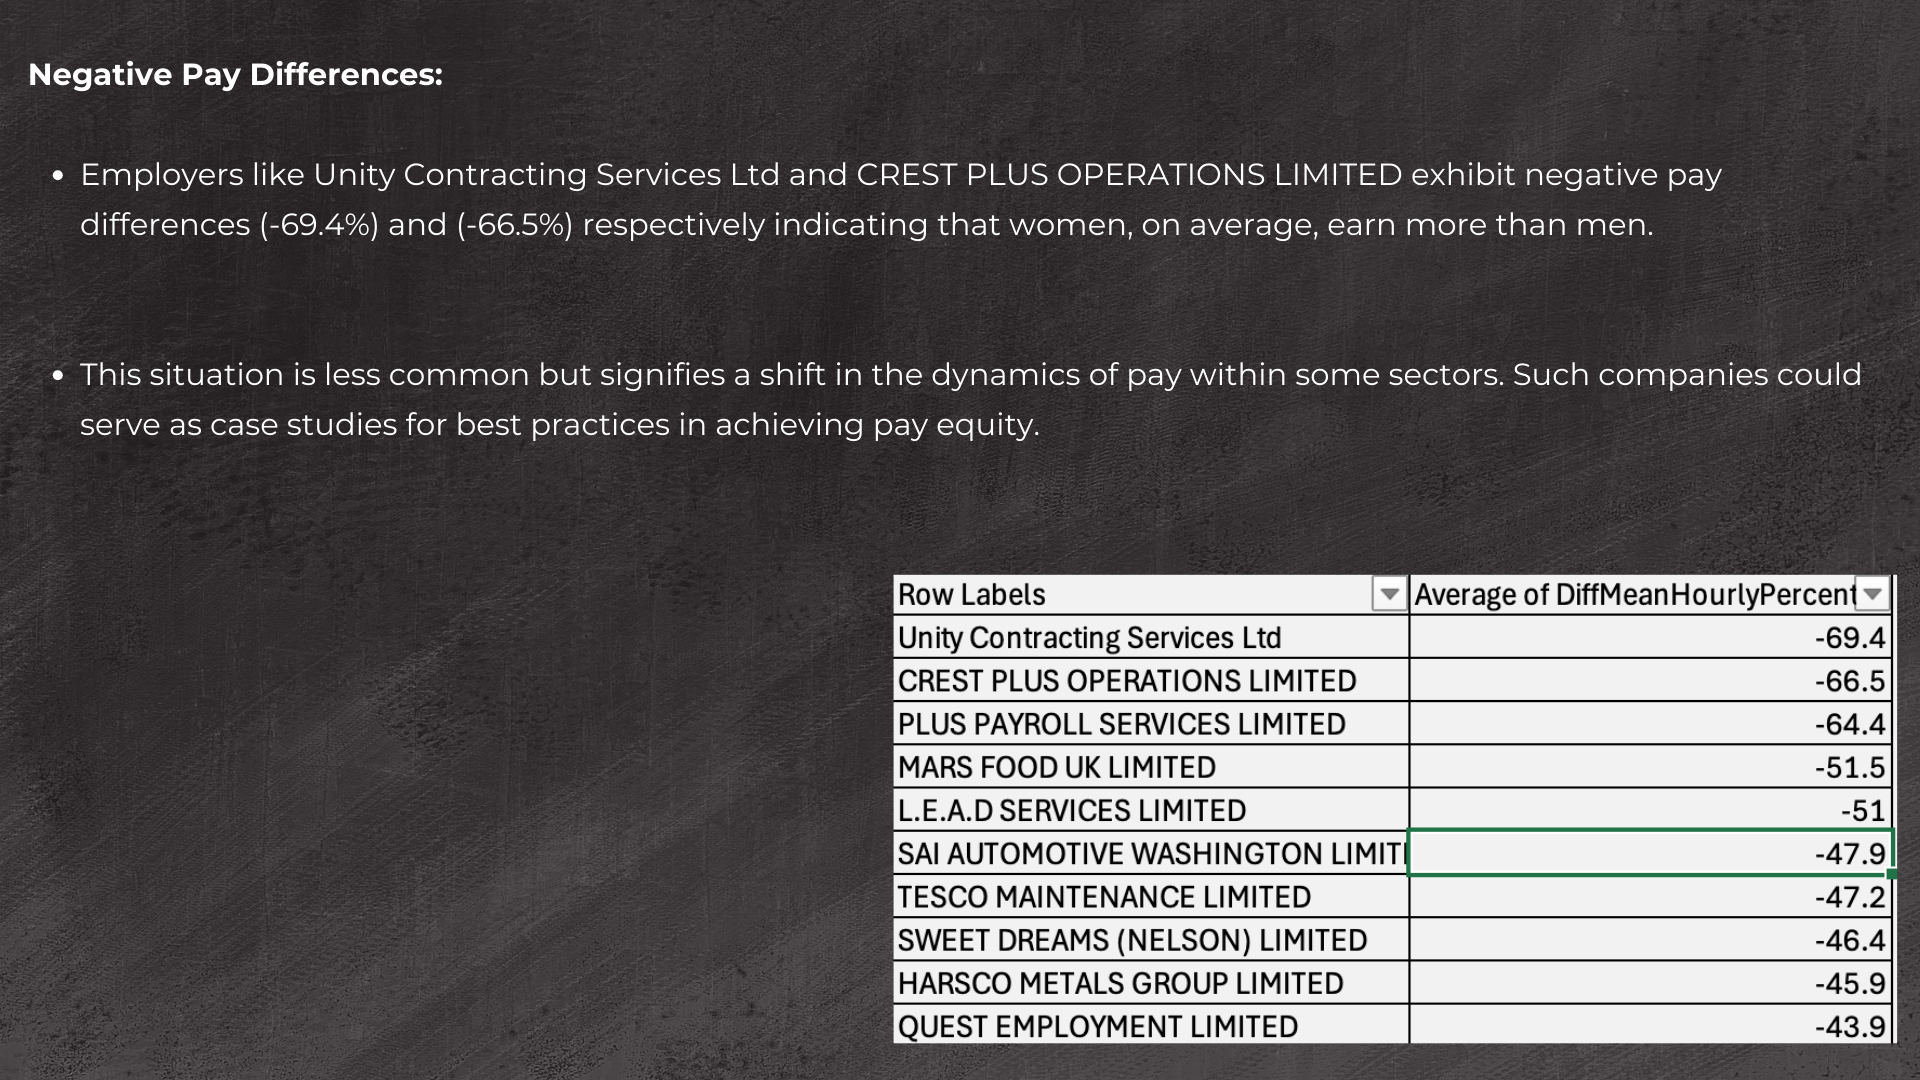 Negative Pay Differences:
• Employers like Unity Contracting Services Ltd and CREST PLUS OPERATIONS LIMITED exhibit negative pay
differences (-69.4%) and (-66.5%) respectively indicating that women, on average, earn more than men.
• This situation is less common but signifies a shift in the dynamics of pay within some sectors. Such companies could
serve as case studies for best practices in achieving pay equity.
Row Labels Average of DiffMeanHourlyPercent
Unity Contracting Services Ltd -69.4
CREST PLUS OPERATIONS LIMITED -66.5
PLUS PAYROLL SERVICES LIMITED -64.4
MARS FOOD UK LIMITED -51.5
L.E.A.D SERVICES LIMITED -51
SAI AUTOMOTIVE WASHINGTON LIMIT -47.9
TESCO MAINTENANCE LIMITED -47.2
SWEET DREAMS (NELSON) LIMITED -46.4
HARSCO METALS GROUP LIMITED -45.9
QUEST EMPLOYMENT LIMITED -43.9